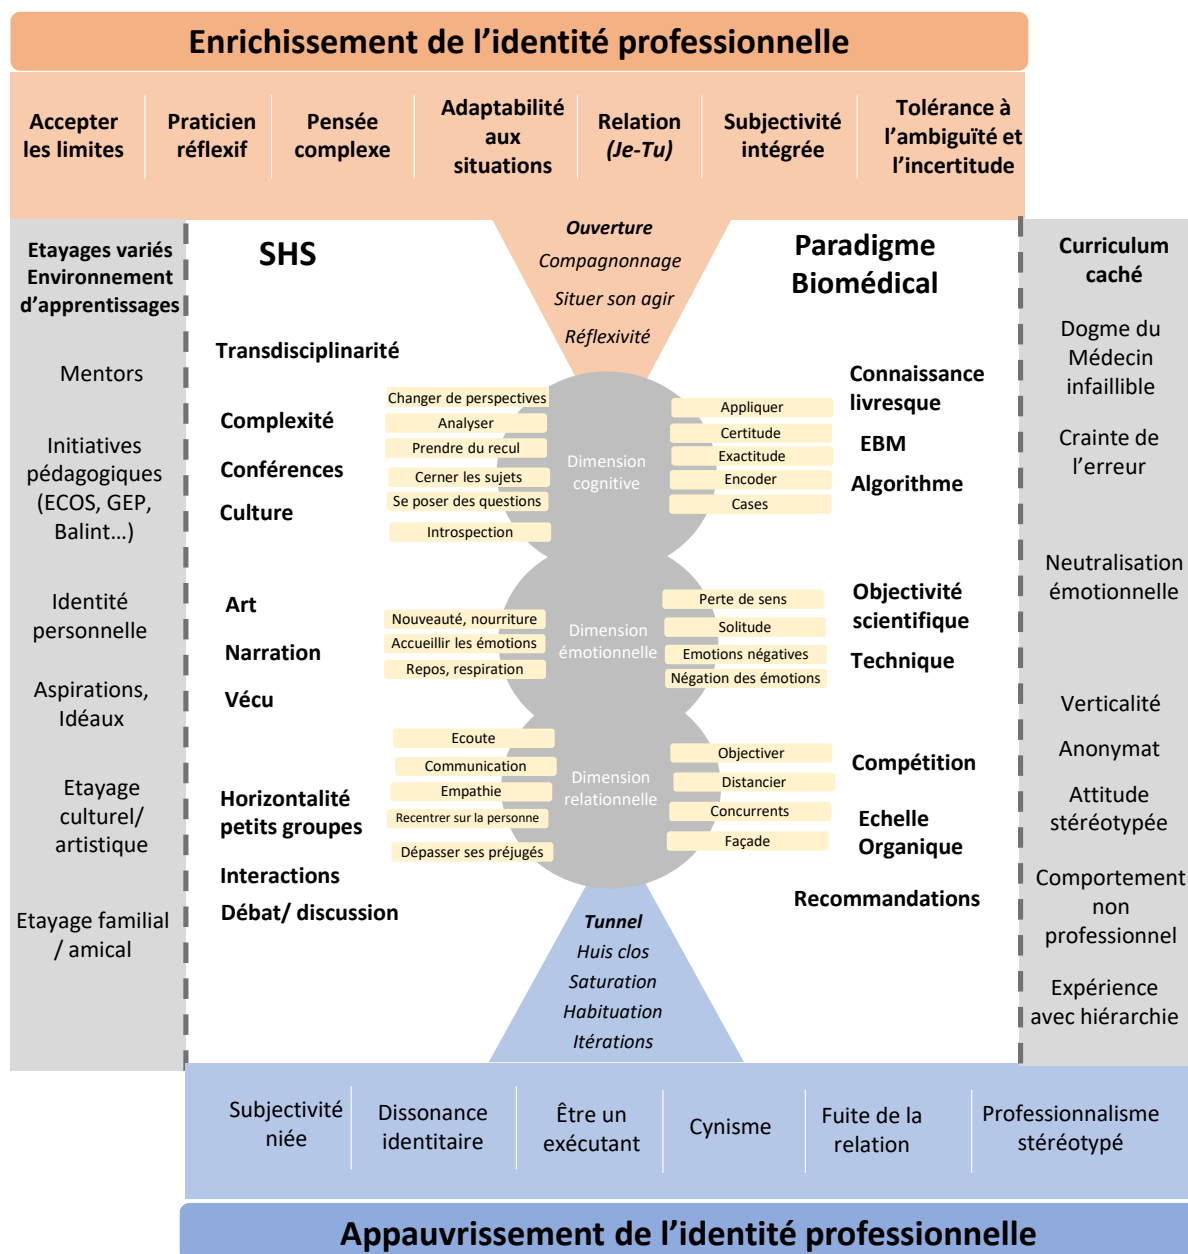 Enrichissement de l’identité professionnelle
Accepter
les limites
Praticien
réflexif
Pensée
complexe
Adaptabilité
aux
situations
Relation
(Je-Tu)
Subjectivité
intégrée
Tolérance à
l’ambiguïté et
l’incertitude
Etayages variés
Environnement
d’apprentissages
Mentors
Initiatives
pédagogiques
(ECOS, GEP,
Balint...)
Identité
personnelle
Aspirations,
Idéaux
Etayage
culturel/
artistique
Etayage familial
/ amical
SHS
Transdisciplinarité
Complexité
Conférences
Culture
Art
Narration
Vécu
Horizontalité
petits groupes
Interactions
Débat/ discussion
Changer de perspectives
Analyser
Prendre du recul
Cerner les sujets
Se poser des questions
Introspection
Nouveauté, nourriture
Accueillir les émotions
Repos, respiration
Ecoute
Communication
Empathie
Recentrer sur la personne
Dépasser ses préjugés
Ouverture
Compagnonnage
Situer son agir
Réflexivité
Dimension
cognitive
Dimension
émotionnelle
Dimension
relationnelle
Tunnel
Huis clos
Saturation
Habituation
Itérations
Appliquer
Certitude
Exactitude
Encoder
Cases
Perte de sens
Solitude
Emotions négatives
Négation des émotions
Objectiver
Distancier
Concurrents
Façade
Paradigme
Biomédical
Connaissance
livresque
EBM
Algorithme
Objectivité
scientifique
Technique
Compétition
Echelle
Organique
Recommandations
Curriculum
caché
Dogme du
Médecin
infaillible
Crainte de
l’erreur
Neutralisation
émotionnelle
Verticalité
Anonymat
Attitude
stéréotypée
Comportement
non
professionnel
Expérience
avec hiérarchie
Subjectivité
niée
Dissonance
identitaire
Être un
exécutant
Cynisme
Fuite de la
relation
Professionnalisme
stéréotypé
Appauvrissement de l’identité professionnelle